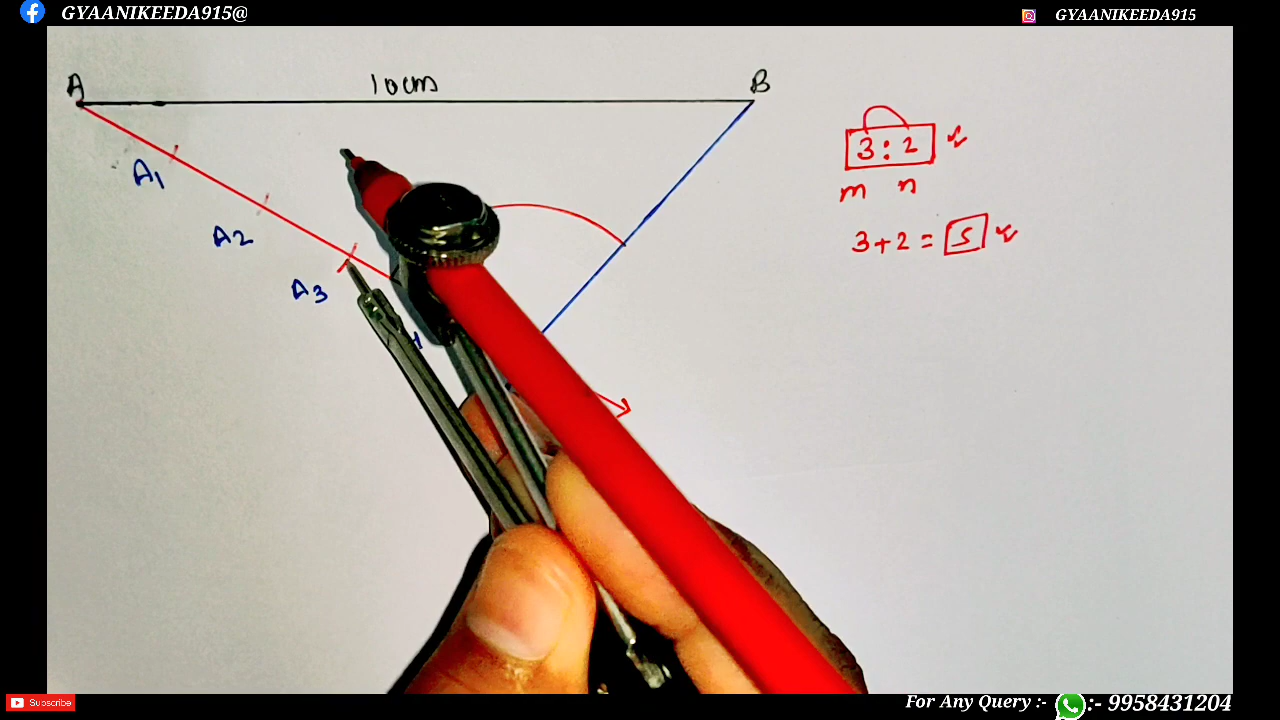 GYAANIKEEDA915@
GYAANIKEEDA915
A
10cm
B
3:2
m n
3+2=5
A1
A2
A3
Subscribe
For Any Query :- :- 9958431204